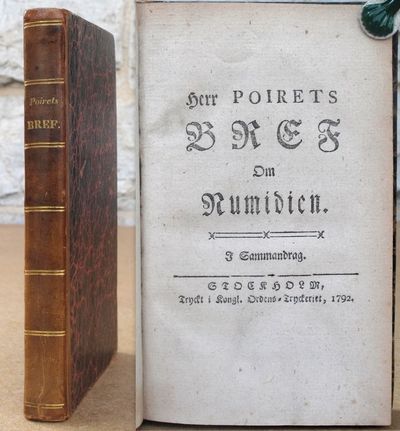 Poirets
BREF.
Herr POIRETS
BREF
Om
Numidien.
I Sammandrag.
STOCKHOLM,
Tryckt i Kongl. Ordens-Tryckeriet, 1792.